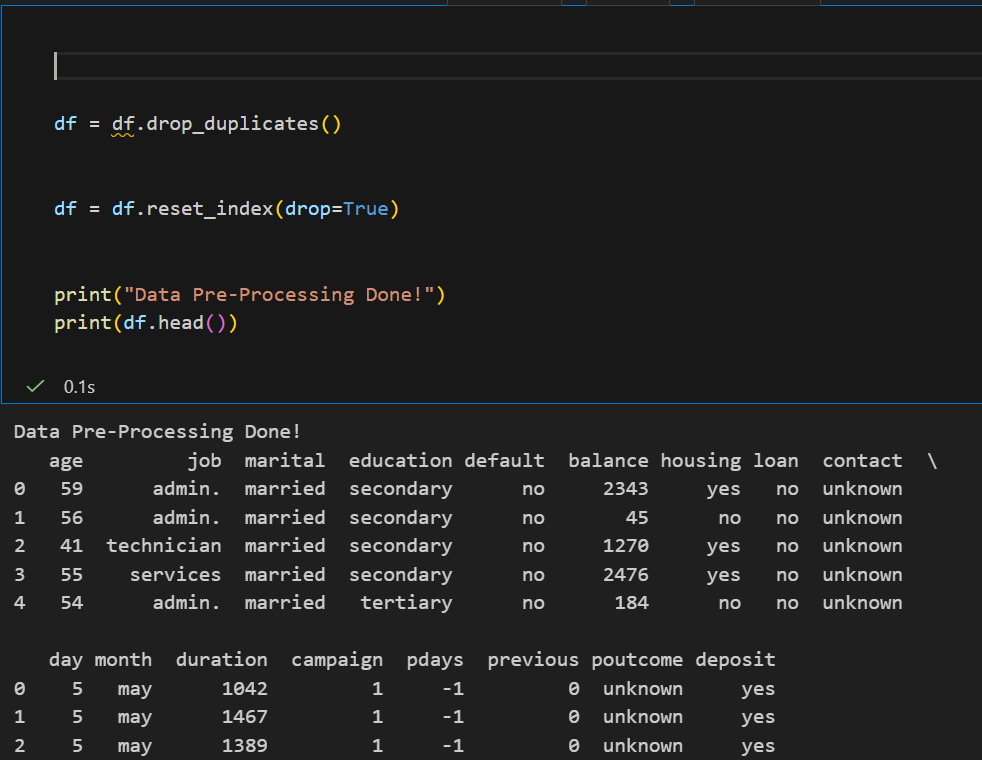 df = df.drop_duplicates()
df = df.reset_index(drop=True)
print("Data Pre-Processing Done!")
print(df.head())
0.1s
Data Pre-Processing Done!
   age         job  marital  education default  balance housing loan  contact  \
0   59      admin.  married  secondary      no     2343     yes   no  unknown
1   56      admin.  married  secondary      no       45      no   no  unknown
2   41  technician  married  secondary      no     1270     yes   no  unknown
3   55    services  married  secondary      no     2476     yes   no  unknown
4   54      admin.  married   tertiary      no      184      no   no  unknown
   day month  duration  campaign  pdays  previous poutcome deposit
0    5   may      1042         1     -1         0  unknown     yes
1    5   may      1467         1     -1         0  unknown     yes
2    5   may      1389         1     -1         0  unknown     yes